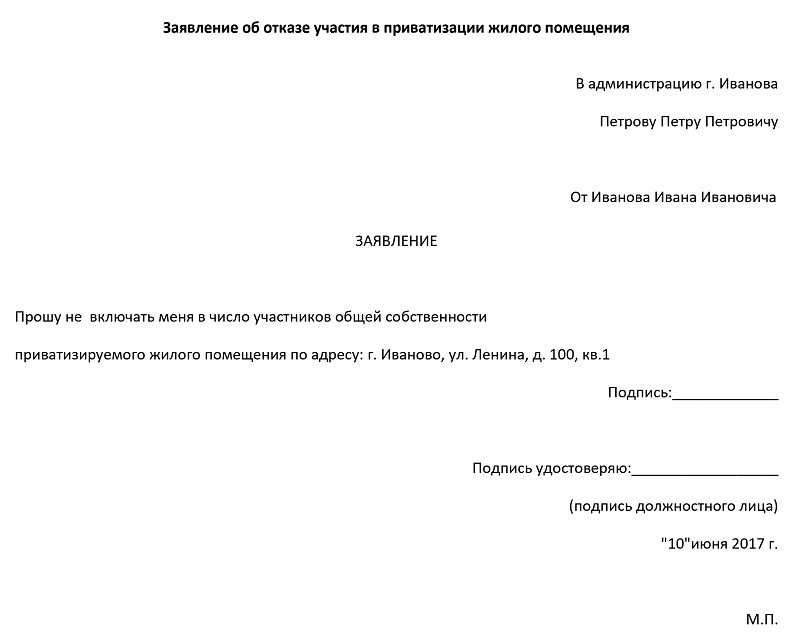 Заявление об отказе участия в приватизации жилого помещения
В администрацию г. Иванова
Петрову Петру Петровичу
От Иванова Ивана Ивановича
ЗАЯВЛЕНИЕ
Прошу не  включать меня в число участников общей собственности
приватизируемого жилого помещения по адресу: г. Иваново, ул. Ленина, д. 100, кв.1
Подпись:_____________
Подпись удостоверяю:__________________
(подпись должностного лица)
"10"июня 2017 г.
М.П.